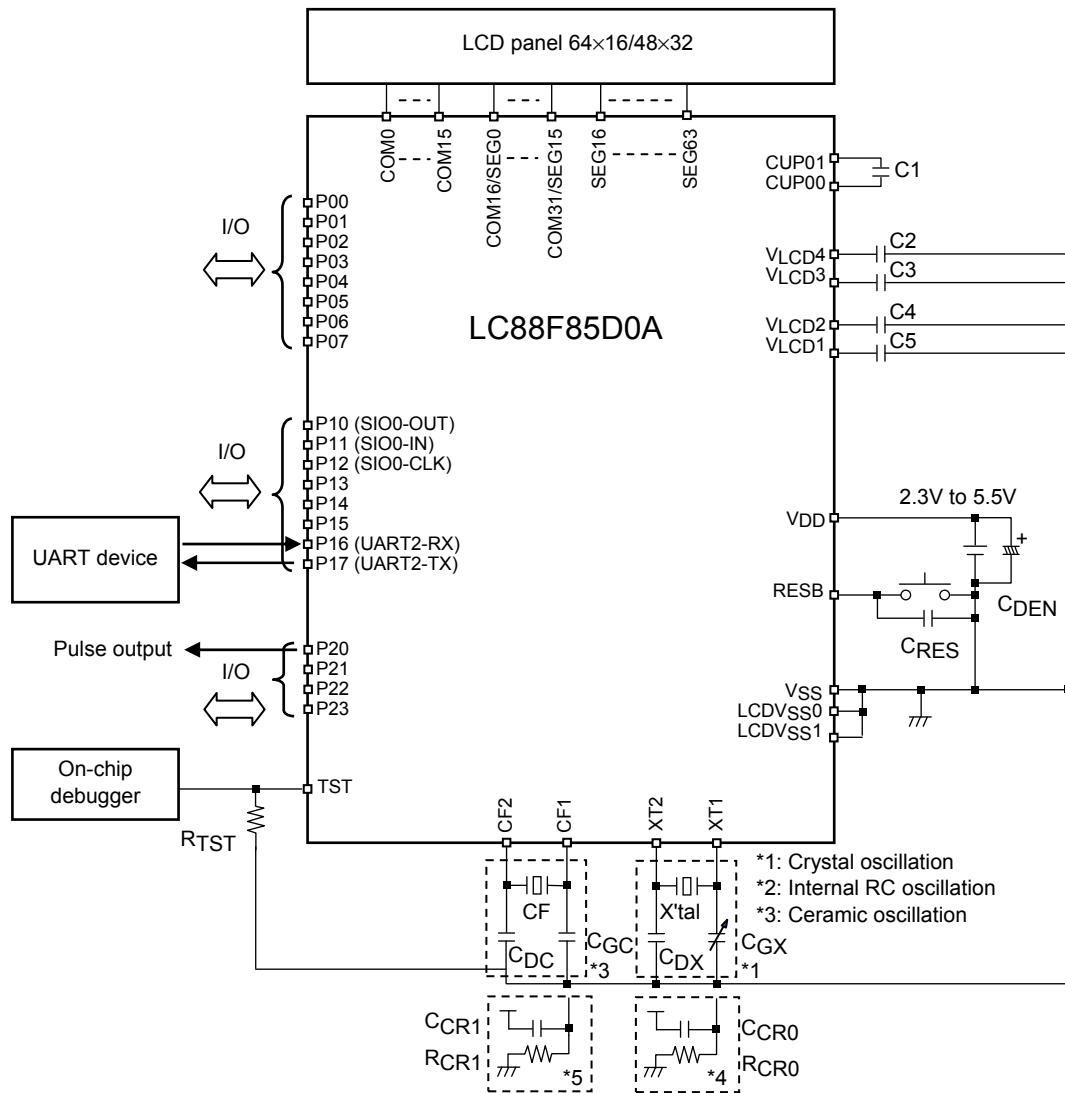 LCD panel 64×16/48×32
COM0
COM15
COM16/SEG0
COM31/SEG15
SEG16
SEG63
CUP01
CUP00
C1
P00
P01
P02
P03
P04
P05
P06
P07
I/O
VLCD4
VLCD3
VLCD2
VLCD1
C2
C3
C4
C5
LC88F85D0A
P10 (SIO0-OUT)
P11 (SIO0-IN)
P12 (SIO0-CLK)
P13
P14
P15
P16 (UART2-RX)
P17 (UART2-TX)
I/O
UART device
2.3V to 5.5V
VDD
+
RESB
CDEN
CRES
Pulse output
P20
P21
P22
P23
I/O
VSS
LCDVSS0
LCDVSS1
On-chip
debugger
TST
RTST
CF2
CF1
XT2
XT1
*1: Crystal oscillation
*2: Internal RC oscillation
*3: Ceramic oscillation
CF
X'tal
CDC
CGC
*3
CDX
CGX
*1
CCR1
RCR1
*5
CCR0
RCR0
*4